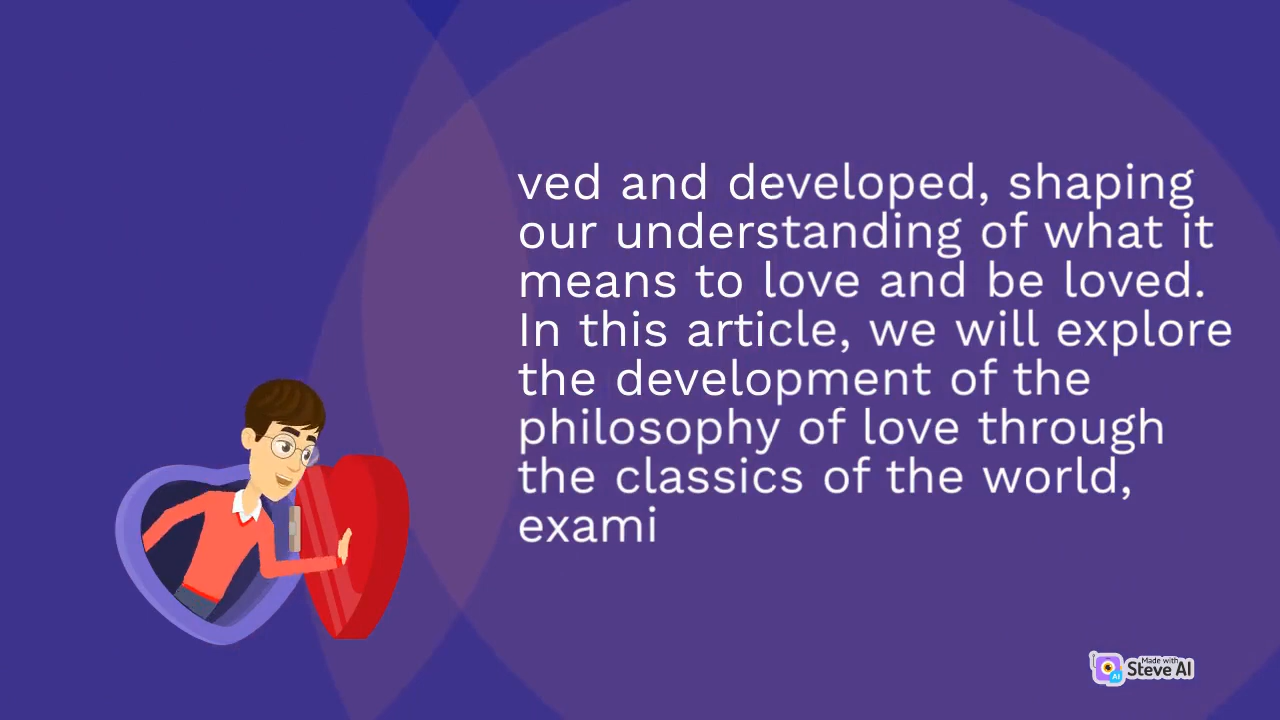 ved and developed, shaping
our understanding of what it
means to love and be loved.
In this article, we will explore
the development of the
philosophy of love through
the classics of the world,
exami
Made with
Steve AI
AI